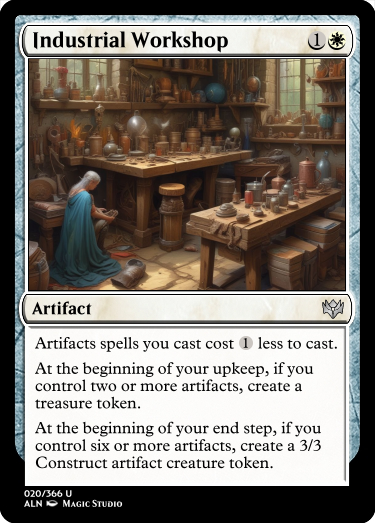 Industrial Workshop 1
Artifact
Artifacts spells you cast cost 1 less to cast.
At the beginning of your upkeep, if you
control two or more artifacts, create a
treasure token.
At the beginning of your end step, if you
control six or more artifacts, create a 3/3
Construct artifact creature token.
020/366 U
ALN Magic Studio